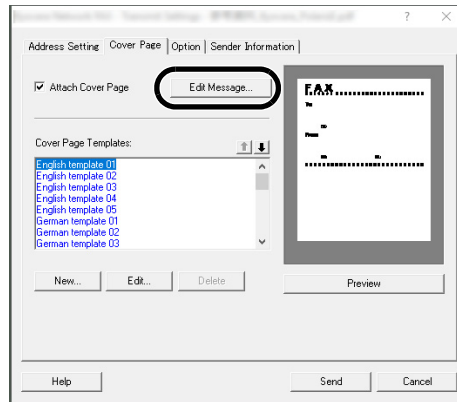 ? ×
Address Setting Cover Page Option Sender Information
Attach Cover Page Edit Message...
FAX
To
From
Cover Page Templates:
English template 01
English template 02
English template 03
English template 04
English template 05
German template 01
German template 02
German template 03
New... Edit... Delete
Preview
Help Send Cancel